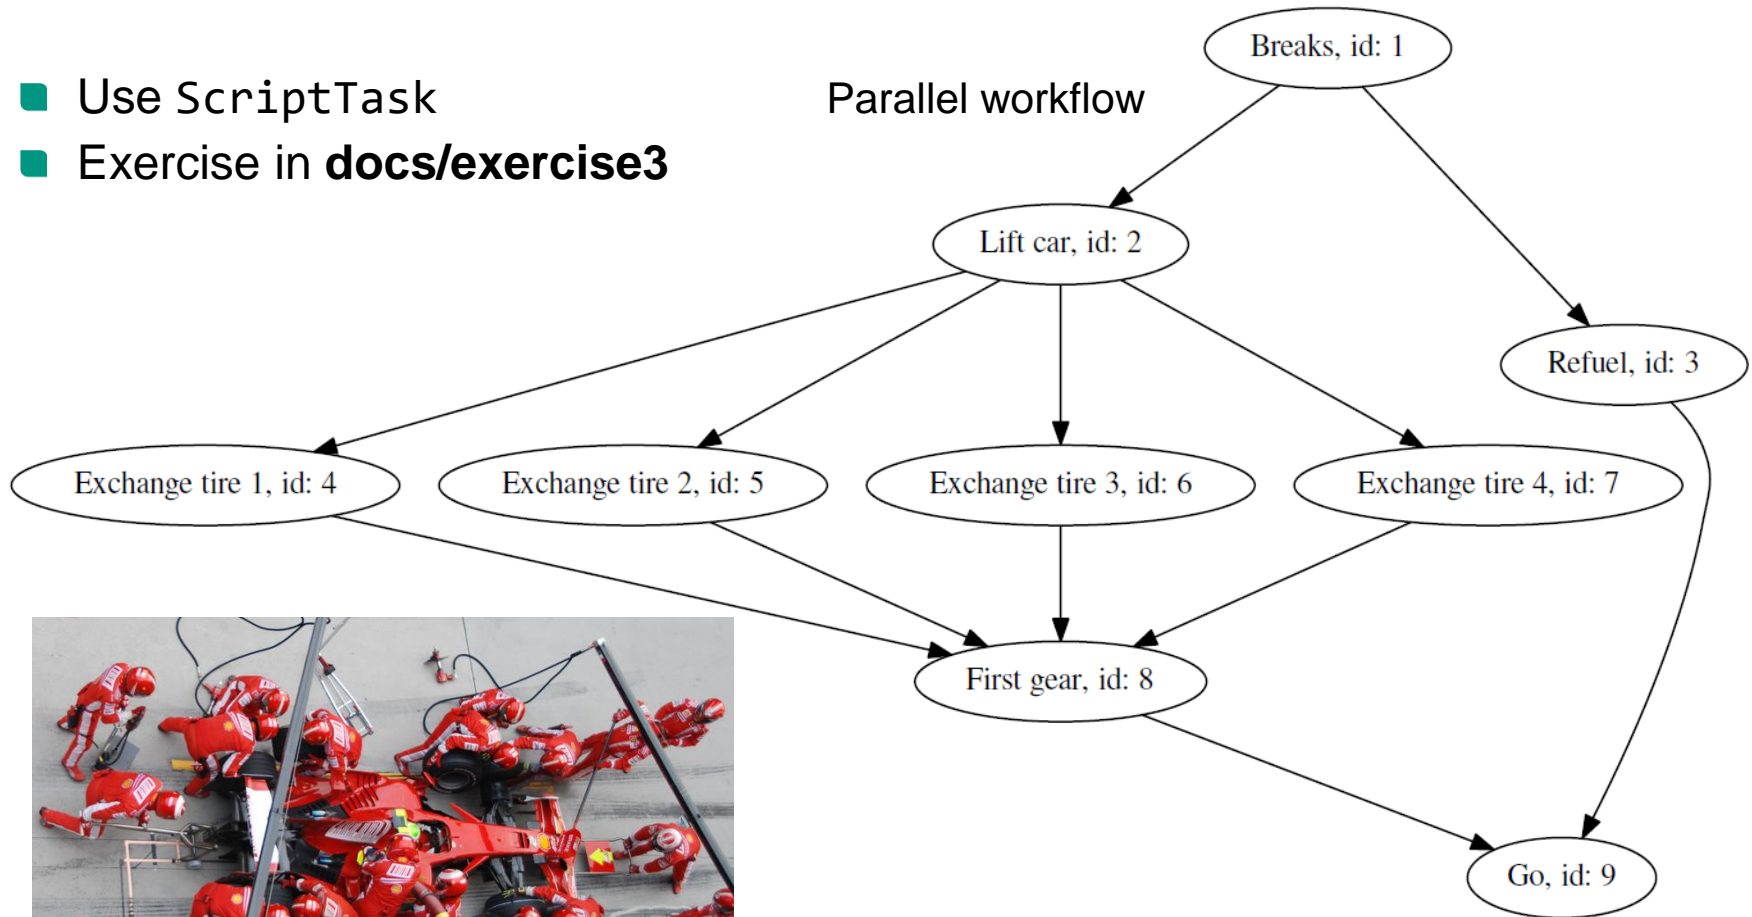 Use ScriptTask
Exercise in docs/exercise3
Parallel workflow
Breaks, id: 1
Lift car, id: 2
Refuel, id: 3
Exchange tire 1, id: 4
Exchange tire 2, id: 5
Exchange tire 3, id: 6
Exchange tire 4, id: 7
First gear, id: 8
Go, id: 9